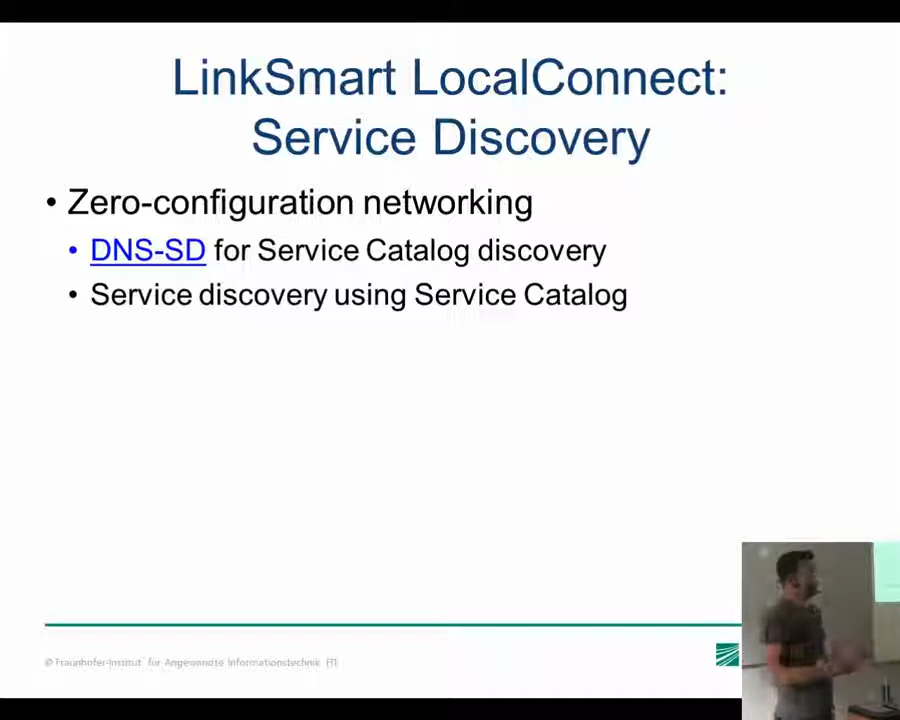 LinkSmart LocalConnect:
Service Discovery
• Zero-configuration networking
• DNS-SD for Service Catalog discovery
• Service discovery using Service Catalog
© Fraunhofer-Institut für Angewandte Informationstechnik FIT